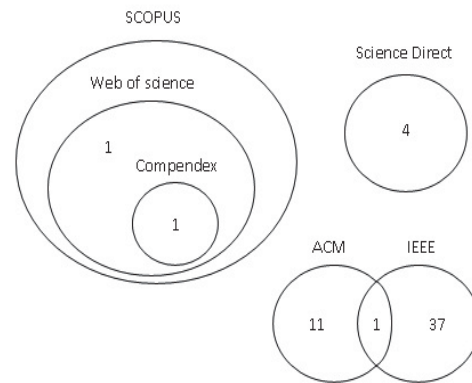 SCOPUS
Web of science
1
Compendex
1
Science Direct
4
ACM IEEE
11 1 37